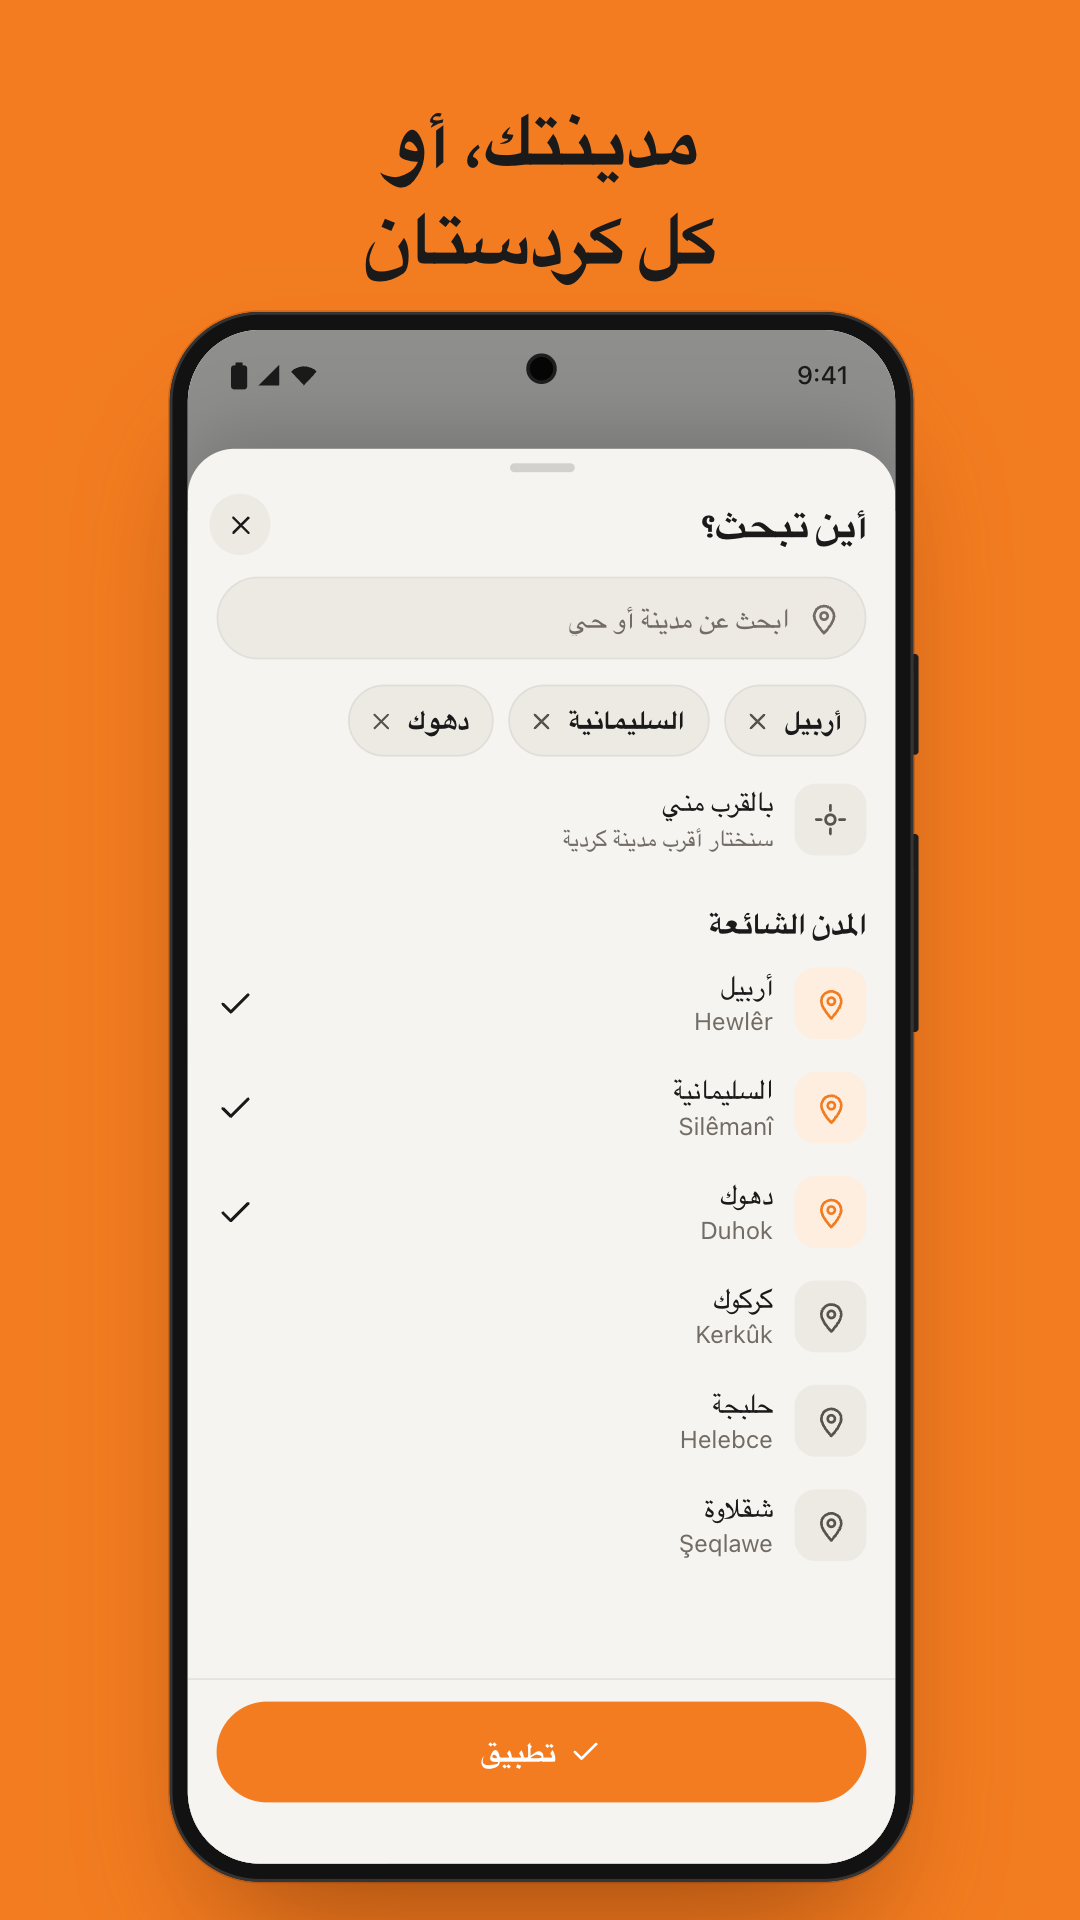 مدينتك، أو
كل كردستان
9:41
أين تبحث؟
ابحث عن مدينة أو حي
أربيل
السليمانية
دهوك
بالقرب مني
سنختار أقرب مدينة كردية
المدن الشائعة
أربيل
Hewlêr
السليمانية
Silêmanî
دهوك
Duhok
كركوك
Kerkûk
حلبجة
Helebce
شقلاوة
Şeqlawe
تطبيق